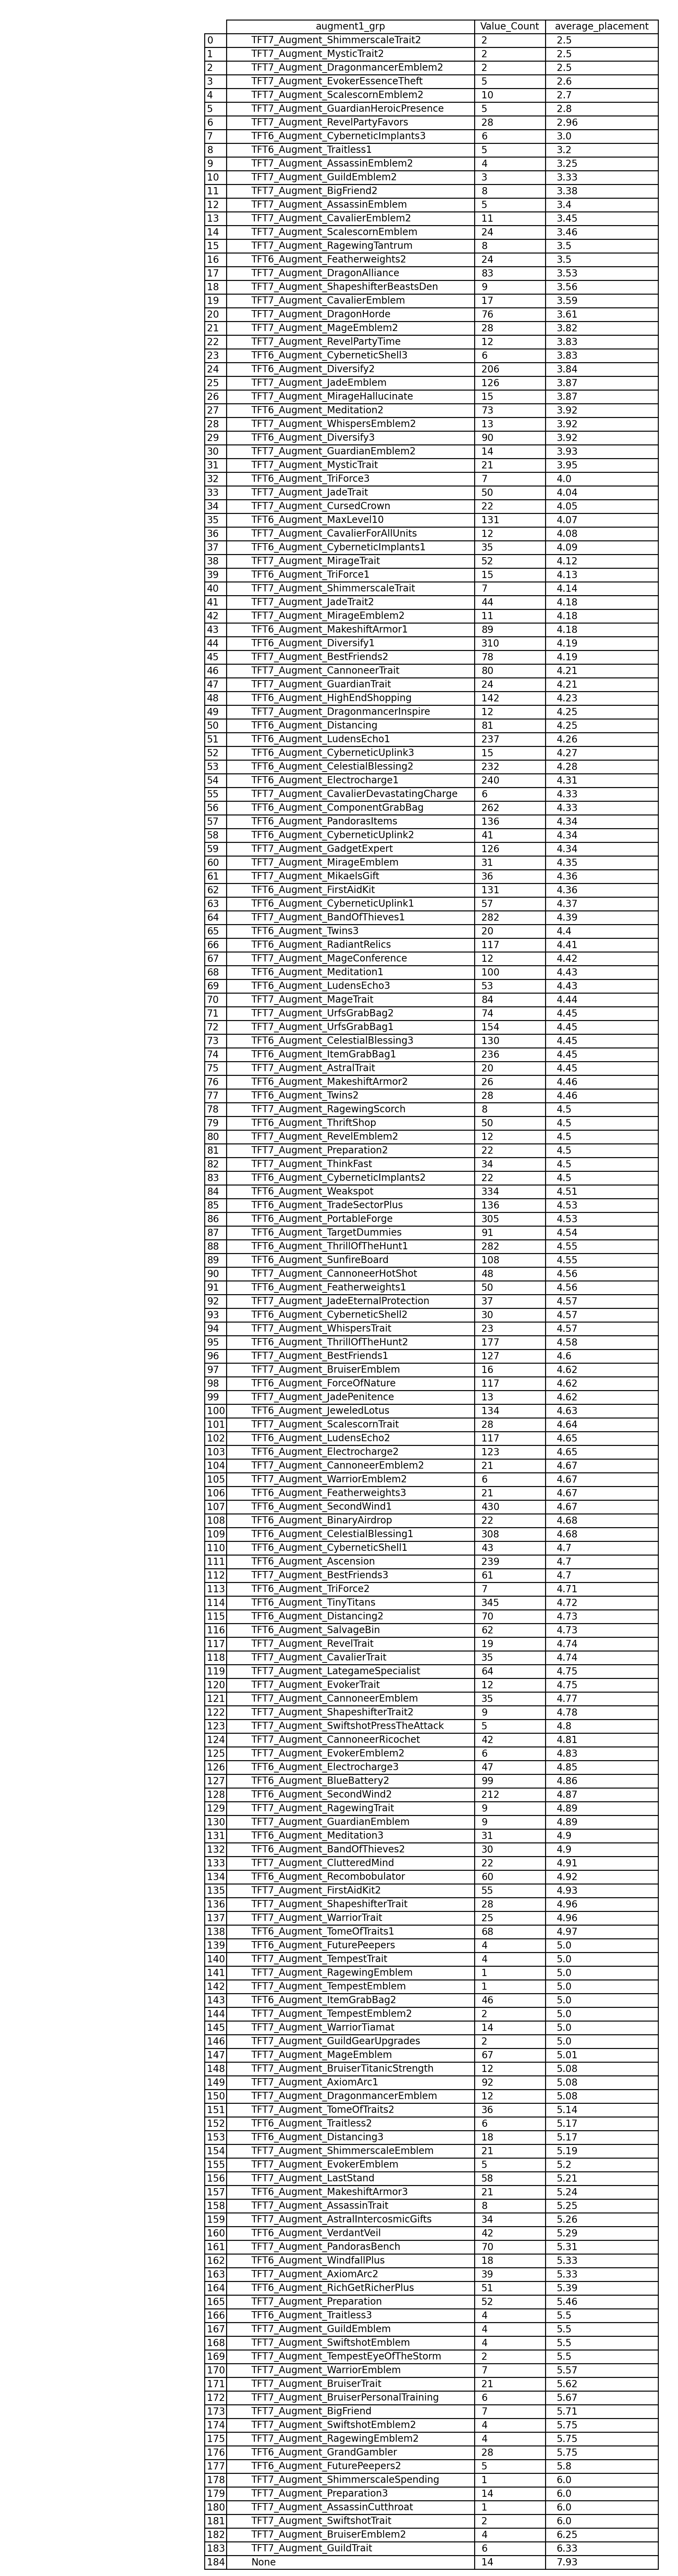 augment1_grp Value_Count average_placement
0 TFT7_Augment_ShimmerscaleTrait2 2 2.5
1 TFT7_Augment_MysticTrait2 2 2.5
2 TFT7_Augment_DragonmancerEmblem2 2 2.5
3 TFT7_Augment_EvokerEssenceTheft 5 2.6
4 TFT7_Augment_ScalescornEmblem2 10 2.7
5 TFT7_Augment_GuardianHeroicPresence 5 2.8
6 TFT7_Augment_RevelPartyFavors 28 2.96
7 TFT6_Augment_CyberneticImplants3 6 3.0
8 TFT6_Augment_Traitless1 5 3.2
9 TFT7_Augment_AssassinEmblem2 4 3.25
10 TFT7_Augment_GuildEmblem2 3 3.33
11 TFT7_Augment_BigFriend2 8 3.38
12 TFT7_Augment_AssassinEmblem 5 3.4
13 TFT7_Augment_CavalierEmblem2 11 3.45
14 TFT7_Augment_ScalescornEmblem 24 3.46
15 TFT7_Augment_RagewingTantrum 8 3.5
16 TFT6_Augment_Featherweights2 24 3.5
17 TFT7_Augment_DragonAlliance 83 3.53
18 TFT7_Augment_ShapeshifterBeastsDen 9 3.56
19 TFT7_Augment_CavalierEmblem 17 3.59
20 TFT7_Augment_DragonHorde 76 3.61
21 TFT7_Augment_MageEmblem2 28 3.82
22 TFT7_Augment_RevelPartyTime 12 3.83
23 TFT6_Augment_CyberneticShell3 6 3.83
24 TFT6_Augment_Diversify2 206 3.84
25 TFT7_Augment_JadeEmblem 126 3.87
26 TFT7_Augment_MirageHallucinate 15 3.87
27 TFT6_Augment_Meditation2 73 3.92
28 TFT7_Augment_WhispersEmblem2 13 3.92
29 TFT6_Augment_Diversify3 90 3.92
30 TFT7_Augment_GuardianEmblem2 14 3.93
31 TFT7_Augment_MysticTrait 21 3.95
32 TFT6_Augment_TriForce3 7 4.0
33 TFT7_Augment_JadeTrait 50 4.04
34 TFT7_Augment_CursedCrown 22 4.05
35 TFT6_Augment_MaxLevel10 131 4.07
36 TFT7_Augment_CavalierForAllUnits 12 4.08
37 TFT6_Augment_CyberneticImplants1 35 4.09
38 TFT7_Augment_MirageTrait 52 4.12
39 TFT6_Augment_TriForce1 15 4.13
40 TFT7_Augment_ShimmerscaleTrait 7 4.14
41 TFT7_Augment_JadeTrait2 44 4.18
42 TFT7_Augment_MirageEmblem2 11 4.18
43 TFT6_Augment_MakeshiftArmor1 89 4.18
44 TFT6_Augment_Diversify1 310 4.19
45 TFT7_Augment_BestFriends2 78 4.19
46 TFT7_Augment_CannoneerTrait 80 4.21
47 TFT7_Augment_GuardianTrait 24 4.21
48 TFT6_Augment_HighEndShopping 142 4.23
49 TFT7_Augment_DragonmancerInspire 12 4.25
50 TFT6_Augment_Distancing 81 4.25
51 TFT6_Augment_LudensEcho1 237 4.26
52 TFT6_Augment_CyberneticUplink3 15 4.27
53 TFT6_Augment_CelestialBlessing2 232 4.28
54 TFT6_Augment_Electrocharge1 240 4.31
55 TFT7_Augment_CavalierDevastatingCharge 6 4.33
56 TFT6_Augment_ComponentGrabBag 262 4.33
57 TFT6_Augment_PandorasItems 136 4.34
58 TFT6_Augment_CyberneticUplink2 41 4.34
59 TFT7_Augment_GadgetExpert 126 4.34
60 TFT7_Augment_MirageEmblem 31 4.35
61 TFT7_Augment_MikaelsGift 36 4.36
62 TFT6_Augment_FirstAidKit 131 4.36
63 TFT6_Augment_CyberneticUplink1 57 4.37
64 TFT7_Augment_BandOfThieves1 282 4.39
65 TFT6_Augment_Twins3 20 4.4
66 TFT6_Augment_RadiantRelics 117 4.41
67 TFT7_Augment_MageConference 12 4.42
68 TFT6_Augment_Meditation1 100 4.43
69 TFT6_Augment_LudensEcho3 53 4.43
70 TFT7_Augment_MageTrait 84 4.44
71 TFT7_Augment_UrfsGrabBag2 74 4.45
72 TFT7_Augment_UrfsGrabBag1 154 4.45
73 TFT6_Augment_CelestialBlessing3 130 4.45
74 TFT6_Augment_ItemGrabBag1 236 4.45
75 TFT7_Augment_AstralTrait 20 4.45
76 TFT6_Augment_MakeshiftArmor2 26 4.46
77 TFT6_Augment_Twins2 28 4.46
78 TFT7_Augment_RagewingScorch 8 4.5
79 TFT6_Augment_ThriftShop 50 4.5
80 TFT7_Augment_RevelEmblem2 12 4.5
81 TFT7_Augment_Preparation2 22 4.5
82 TFT7_Augment_ThinkFast 34 4.5
83 TFT6_Augment_CyberneticImplants2 22 4.5
84 TFT6_Augment_Weakspot 334 4.51
85 TFT6_Augment_TradeSectorPlus 136 4.53
86 TFT6_Augment_PortableForge 305 4.53
87 TFT6_Augment_TargetDummies 91 4.54
88 TFT6_Augment_ThrillOfTheHunt1 282 4.55
89 TFT6_Augment_SunfireBoard 108 4.55
90 TFT7_Augment_CannoneerHotShot 48 4.56
91 TFT6_Augment_Featherweights1 50 4.56
92 TFT7_Augment_JadeEternalProtection 37 4.57
93 TFT6_Augment_CyberneticShell2 30 4.57
94 TFT7_Augment_WhispersTrait 23 4.57
95 TFT6_Augment_ThrillOfTheHunt2 177 4.58
96 TFT7_Augment_BestFriends1 127 4.6
97 TFT7_Augment_BruiserEmblem 16 4.62
98 TFT6_Augment_ForceOfNature 117 4.62
99 TFT7_Augment_JadePenitence 13 4.62
100 TFT6_Augment_JeweledLotus 134 4.63
101 TFT7_Augment_ScalescornTrait 28 4.64
102 TFT6_Augment_LudensEcho2 117 4.65
103 TFT6_Augment_Electrocharge2 123 4.65
104 TFT7_Augment_CannoneerEmblem2 21 4.67
105 TFT7_Augment_WarriorEmblem2 6 4.67
106 TFT6_Augment_Featherweights3 21 4.67
107 TFT6_Augment_SecondWind1 430 4.67
108 TFT6_Augment_BinaryAirdrop 22 4.68
109 TFT6_Augment_CelestialBlessing1 308 4.68
110 TFT6_Augment_CyberneticShell1 43 4.7
111 TFT6_Augment_Ascension 239 4.7
112 TFT7_Augment_BestFriends3 61 4.7
113 TFT6_Augment_TriForce2 7 4.71
114 TFT6_Augment_TinyTitans 345 4.72
115 TFT6_Augment_Distancing2 70 4.73
116 TFT6_Augment_SalvageBin 62 4.73
117 TFT7_Augment_RevelTrait 19 4.74
118 TFT7_Augment_CavalierTrait 35 4.74
119 TFT7_Augment_LategameSpecialist 64 4.75
120 TFT7_Augment_EvokerTrait 12 4.75
121 TFT7_Augment_CannoneerEmblem 35 4.77
122 TFT7_Augment_ShapeshifterTrait2 9 4.78
123 TFT7_Augment_SwiftshotPressTheAttack 5 4.8
124 TFT7_Augment_CannoneerRicochet 42 4.81
125 TFT7_Augment_EvokerEmblem2 6 4.83
126 TFT6_Augment_Electrocharge3 47 4.85
127 TFT6_Augment_BlueBattery2 99 4.86
128 TFT6_Augment_SecondWind2 212 4.87
129 TFT7_Augment_RagewingTrait 9 4.89
130 TFT7_Augment_GuardianEmblem 9 4.89
131 TFT6_Augment_Meditation3 31 4.9
132 TFT6_Augment_BandOfThieves2 30 4.9
133 TFT7_Augment_ClutteredMind 22 4.91
134 TFT6_Augment_Recombobulator 60 4.92
135 TFT7_Augment_FirstAidKit2 55 4.93
136 TFT7_Augment_ShapeshifterTrait 28 4.96
137 TFT7_Augment_WarriorTrait 25 4.96
138 TFT6_Augment_TomeOfTraits1 68 4.97
139 TFT6_Augment_FuturePeepers 4 5.0
140 TFT7_Augment_TempestTrait 4 5.0
141 TFT7_Augment_RagewingEmblem 1 5.0
142 TFT7_Augment_TempestEmblem 1 5.0
143 TFT6_Augment_ItemGrabBag2 46 5.0
144 TFT7_Augment_TempestEmblem2 2 5.0
145 TFT7_Augment_WarriorTiamat 14 5.0
146 TFT7_Augment_GuildGearUpgrades 2 5.0
147 TFT7_Augment_MageEmblem 67 5.01
148 TFT7_Augment_BruiserTitanicStrength 12 5.08
149 TFT7_Augment_AxiomArc1 92 5.08
150 TFT7_Augment_DragonmancerEmblem 12 5.08
151 TFT7_Augment_TomeOfTraits2 36 5.14
152 TFT6_Augment_Traitless2 6 5.17
153 TFT6_Augment_Distancing3 18 5.17
154 TFT7_Augment_ShimmerscaleEmblem 21 5.19
155 TFT7_Augment_EvokerEmblem 5 5.2
156 TFT7_Augment_LastStand 58 5.21
157 TFT6_Augment_MakeshiftArmor3 21 5.24
158 TFT7_Augment_AssassinTrait 8 5.25
159 TFT7_Augment_AstralIntercosmicGifts 34 5.26
160 TFT6_Augment_VerdantVeil 42 5.29
161 TFT7_Augment_PandorasBench 70 5.31
162 TFT6_Augment_WindfallPlus 18 5.33
163 TFT7_Augment_AxiomArc2 39 5.33
164 TFT6_Augment_RichGetRicherPlus 51 5.39
165 TFT7_Augment_Preparation 52 5.46
166 TFT6_Augment_Traitless3 4 5.5
167 TFT7_Augment_GuildEmblem 4 5.5
168 TFT7_Augment_SwiftshotEmblem 4 5.5
169 TFT7_Augment_TempestEyeOfTheStorm 2 5.5
170 TFT7_Augment_WarriorEmblem 7 5.57
171 TFT7_Augment_BruiserTrait 21 5.62
172 TFT7_Augment_BruiserPersonalTraining 6 5.67
173 TFT7_Augment_BigFriend 7 5.71
174 TFT7_Augment_SwiftshotEmblem2 4 5.75
175 TFT7_Augment_RagewingEmblem2 4 5.75
176 TFT6_Augment_GrandGambler 28 5.75
177 TFT6_Augment_FuturePeepers2 5 5.8
178 TFT7_Augment_ShimmerscaleSpending 1 6.0
179 TFT7_Augment_Preparation3 14 6.0
180 TFT7_Augment_AssassinCutthroat 1 6.0
181 TFT7_Augment_SwiftshotTrait 2 6.0
182 TFT7_Augment_BruiserEmblem2 4 6.25
183 TFT7_Augment_GuildTrait 6 6.33
184 None 14 7.93